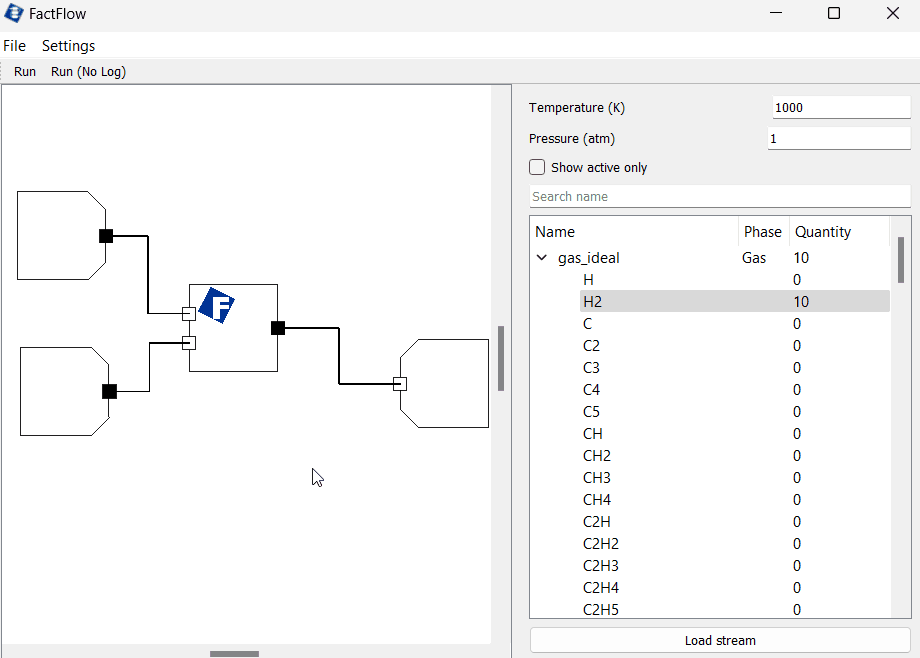 FactFlow
File Settings
Run Run (No Log)
Temperature (K) 1000
Pressure (atm) 1
Show active only
Search name
Name Phase Quantity
gas_ideal Gas 10
H 0
H2 10
C 0
C2 0
C3 0
C4 0
C5 0
CH 0
CH2 0
CH3 0
CH4 0
C2H 0
C2H2 0
C2H3 0
C2H4 0
C2H5 0
F
Load stream